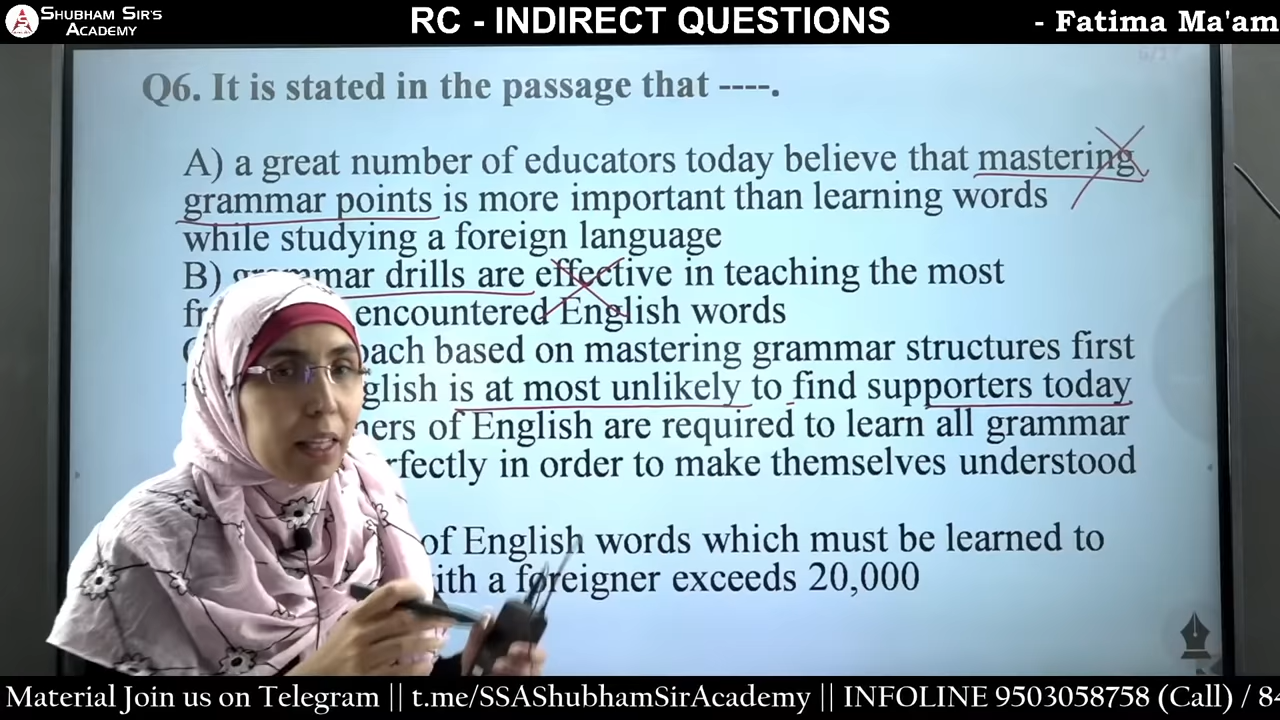 SHUBHAM SIR'S
ACADEMY
RC - INDIRECT QUESTIONS
- Fatima Ma'am
Q6. It is stated in the passage that ----.
A) a great number of educators today believe that mastering
grammar points is more important than learning words
while studying a foreign language
B) grammar drills are effective in teaching the most
encountered English words
based on mastering grammar structures first
is at most unlikely to find supporters today
of English are required to learn all grammar
in order to make themselves understood
of English words which must be learned to
with a foreigner exceeds 20,000
Material Join us on Telegram || t.me/SSAShubhamSirAcademy || INFOLINE 9503058758 (Call) / 84